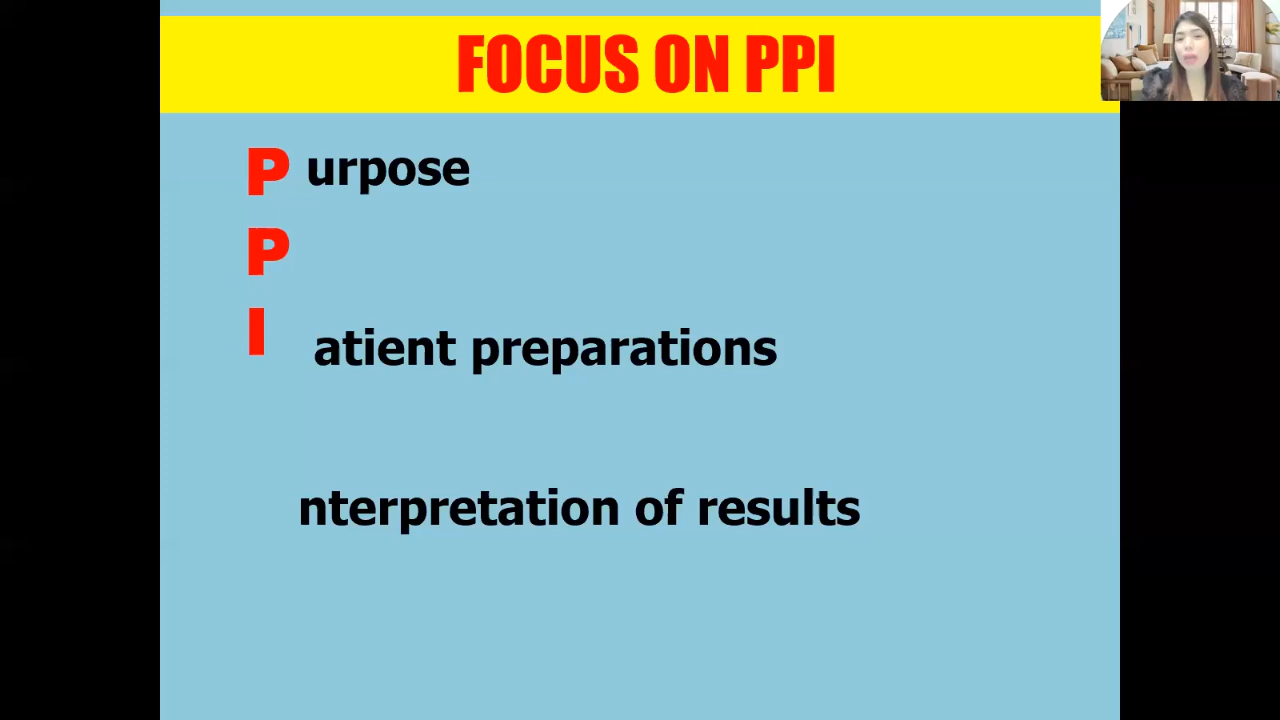 FOCUS ON PPI
P urpose
P
I
atient preparations
nterpretation of results